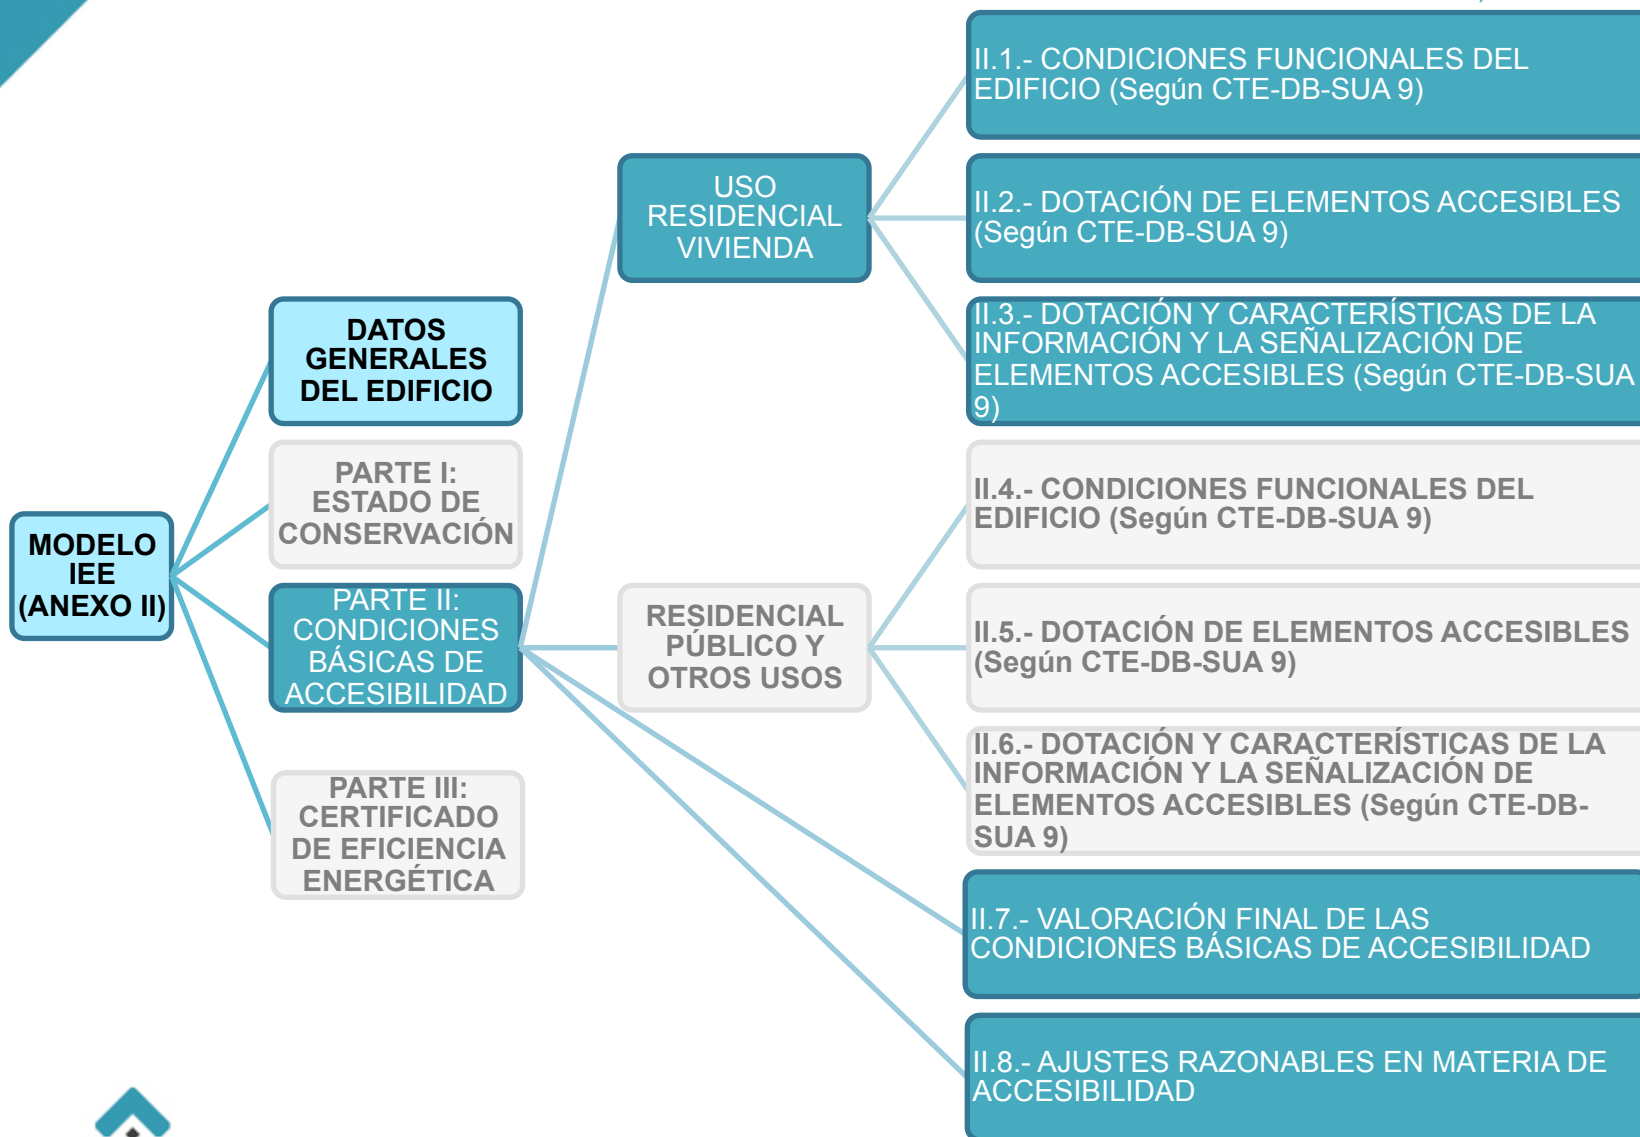 MODELO
IEE
(ANEXO II)
DATOS
GENERALES
DEL EDIFICIO
PARTE I:
ESTADO DE
CONSERVACIÓN
PARTE II:
CONDICIONES
BÁSICAS DE
ACCESIBILIDAD
PARTE III:
CERTIFICADO
DE EFICIENCIA
ENERGÉTICA
USO
RESIDENCIAL
VIVIENDA
RESIDENCIAL
PÚBLICO Y
OTROS USOS
II.1.- CONDICIONES FUNCIONALES DEL
EDIFICIO (Según CTE-DB-SUA 9)
II.2.- DOTACIÓN DE ELEMENTOS ACCESIBLES
(Según CTE-DB-SUA 9)
II.3.- DOTACIÓN Y CARACTERÍSTICAS DE LA
INFORMACIÓN Y LA SEÑALIZACIÓN DE
ELEMENTOS ACCESIBLES (Según CTE-DB-SUA
9)
II.4.- CONDICIONES FUNCIONALES DEL
EDIFICIO (Según CTE-DB-SUA 9)
II.5.- DOTACIÓN DE ELEMENTOS ACCESIBLES
(Según CTE-DB-SUA 9)
II.6.- DOTACIÓN Y CARACTERÍSTICAS DE LA
INFORMACIÓN Y LA SEÑALIZACIÓN DE
ELEMENTOS ACCESIBLES (Según CTE-DB-
SUA 9)
II.7.- VALORACIÓN FINAL DE LAS
CONDICIONES BÁSICAS DE ACCESIBILIDAD
II.8.- AJUSTES RAZONABLES EN MATERIA DE
ACCESIBILIDAD